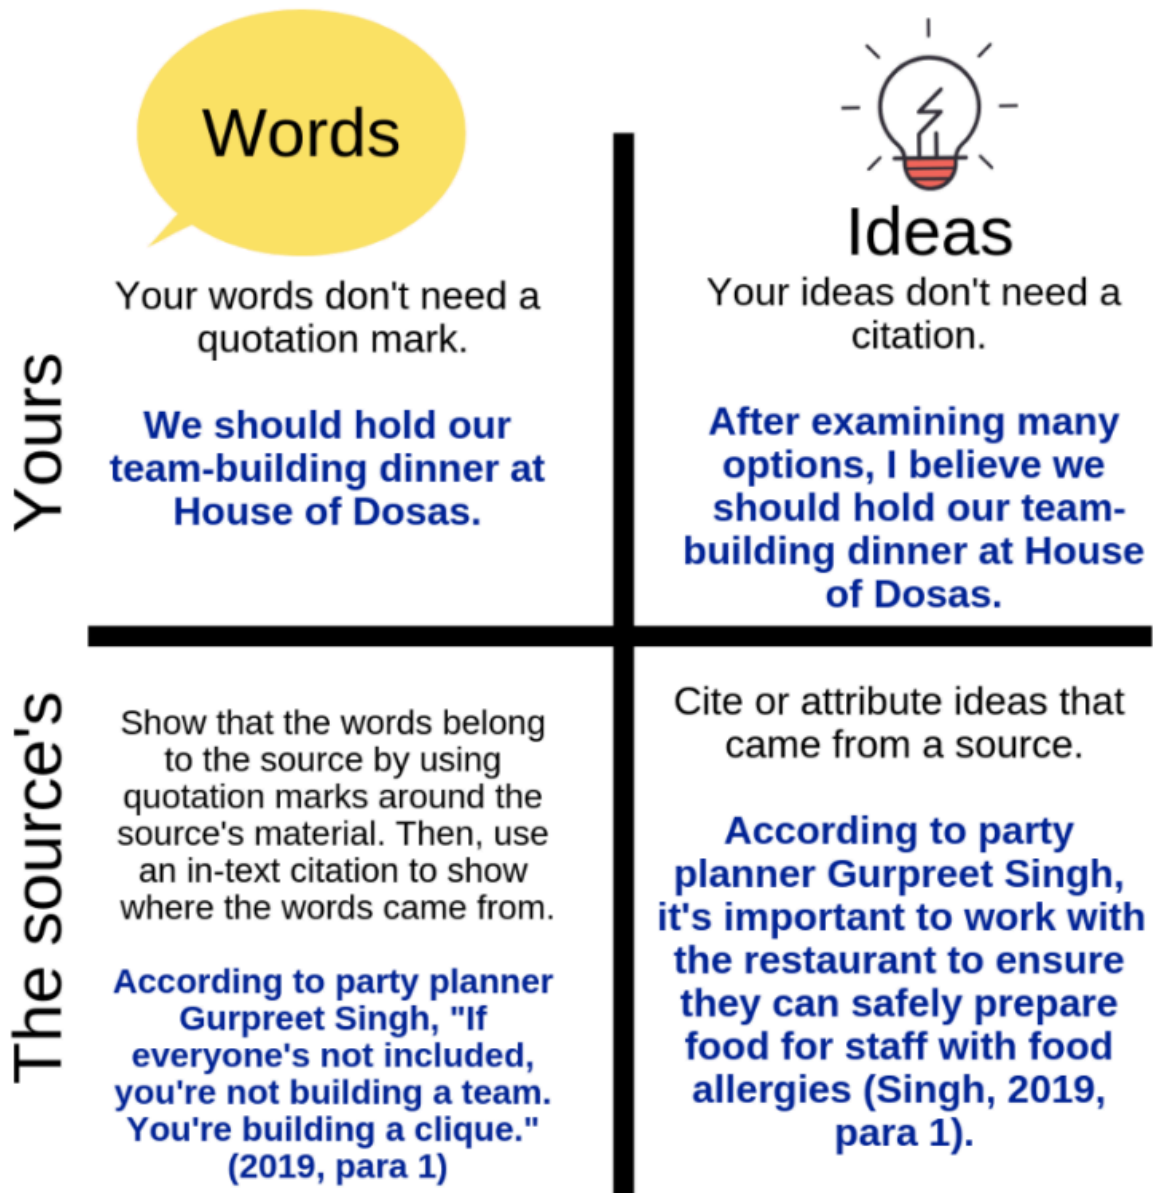 Words
Ideas
Yours
Your words don't need a
quotation mark.
We should hold our
team-building dinner at
House of Dosas.
Your ideas don't need a
citation.
After examining many
options, I believe we
should hold our team-
building dinner at House
of Dosas.
The source's
Show that the words belong
to the source by using
quotation marks around the
source's material. Then, use
an in-text citation to show
where the words came from.
According to party planner
Gurpreet Singh, "If
everyone's not included,
you're not building a team.
You're building a clique."
(2019, para 1)
Cite or attribute ideas that
came from a source.
According to party
planner Gurpreet Singh,
it's important to work with
the restaurant to ensure
they can safely prepare
food for staff with food
allergies (Singh, 2019,
para 1).